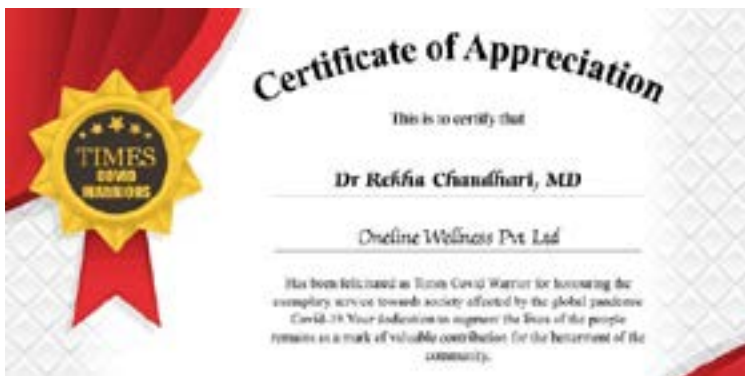 Certificate of Appreciation
This is to certify that
TIMES
COVID
WARRIORS
Dr Rekha Chaudhari, MD
Oneline Wellness Pvt Ltd
Has been felicitated as Times Covid Warrior for honouring the
exemplary service towards society affected by the global pandemic
Covid-19 Your dedication to augment the lives of the people
remains as a mark of valuable contribution for the betterment of the
community.